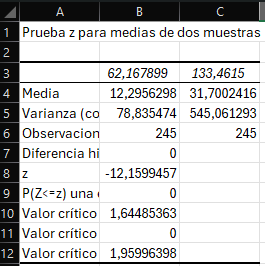 A B C
1 Prueba z para medias de dos muestras
2
3 62,167899 133,4615
4 Media 12,2956298 31,7002416
5 Varianza (co 78,835474 545,061293
6 Observacion 245 245
7 Diferencia hi 0
8 z -12,1599457
9 P(Z<=z) una 0
10 Valor crítico 1,64485363
11 Valor crítico 0
12 Valor crítico 1,95996398